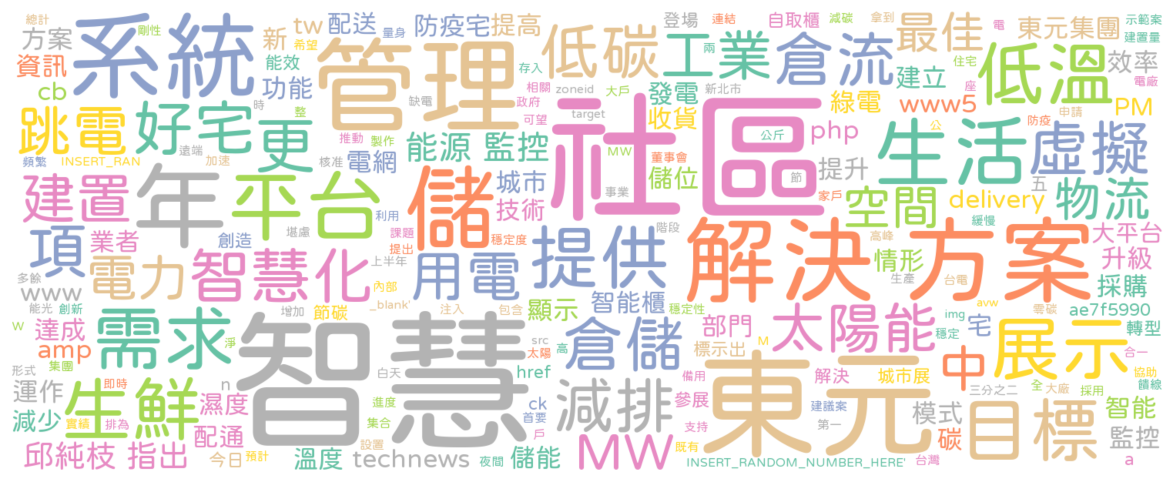 總計 剛性 tw 配送 量身 防疫宅 提高 登場 連結 自取櫃 減碳 拿到 電 東元集團 示範案
方案 系統 新 希望 管理 低碳 工業 兩 倉流 最佳 建置量
資訊 能效 存入 相關 zoneid 大戶 新北市 建立 住宅 低溫 效率 電廠
cb 功能 缺電 政府 發電 綠電 www5 座 PM
跳電 好宅 時 更 整 可望 target 收貨 社區 php 公斤 防疫 申請
頻繁 INSERT_RAN 遠端 加速 推動 製作 核准 電網 能源 監控 MW 董事會 生活 公 虛擬
建置 年 平台 儲 城市 事業 儲位 節 提升 家戶 空間 五 delivery 物流
項 業者 創造 堪慮 利用 課題 提出 技術 穩定度 階段 解決方案 高峰 情形 緩慢 大平台
多餘 電力 智慧化 上半年 用電 提供 生產 台電 升級
www 能光 創新 節碳 內部 _blank' 注入 包含 顯示 智能櫃 穩定性 img avw 零碳 採購
w 達成 需求 增加 智慧 src 倉儲 部門 太陽能 穩定 宅 ae7f5990 轉型
amp 集團 淨 白天 太陽 高 標示出 M 中 展示 合一
形式 即時 進度 href 備用 解決 城市展 三分之二 全 大廠 採用 協助 饋線
運作 生鮮 n 濕度 集合 ck 首要 減排 參展 建議案 東元 模式 目標 智能
減少 實績 排為 配通 設置 戶 支持 第一 碳 監控
邱純枝 指出 今日 預計 溫度 technews 夜間 儲能 MW 既有 INSERT_RANDOM_NUMBER_HERE' 台灣 a